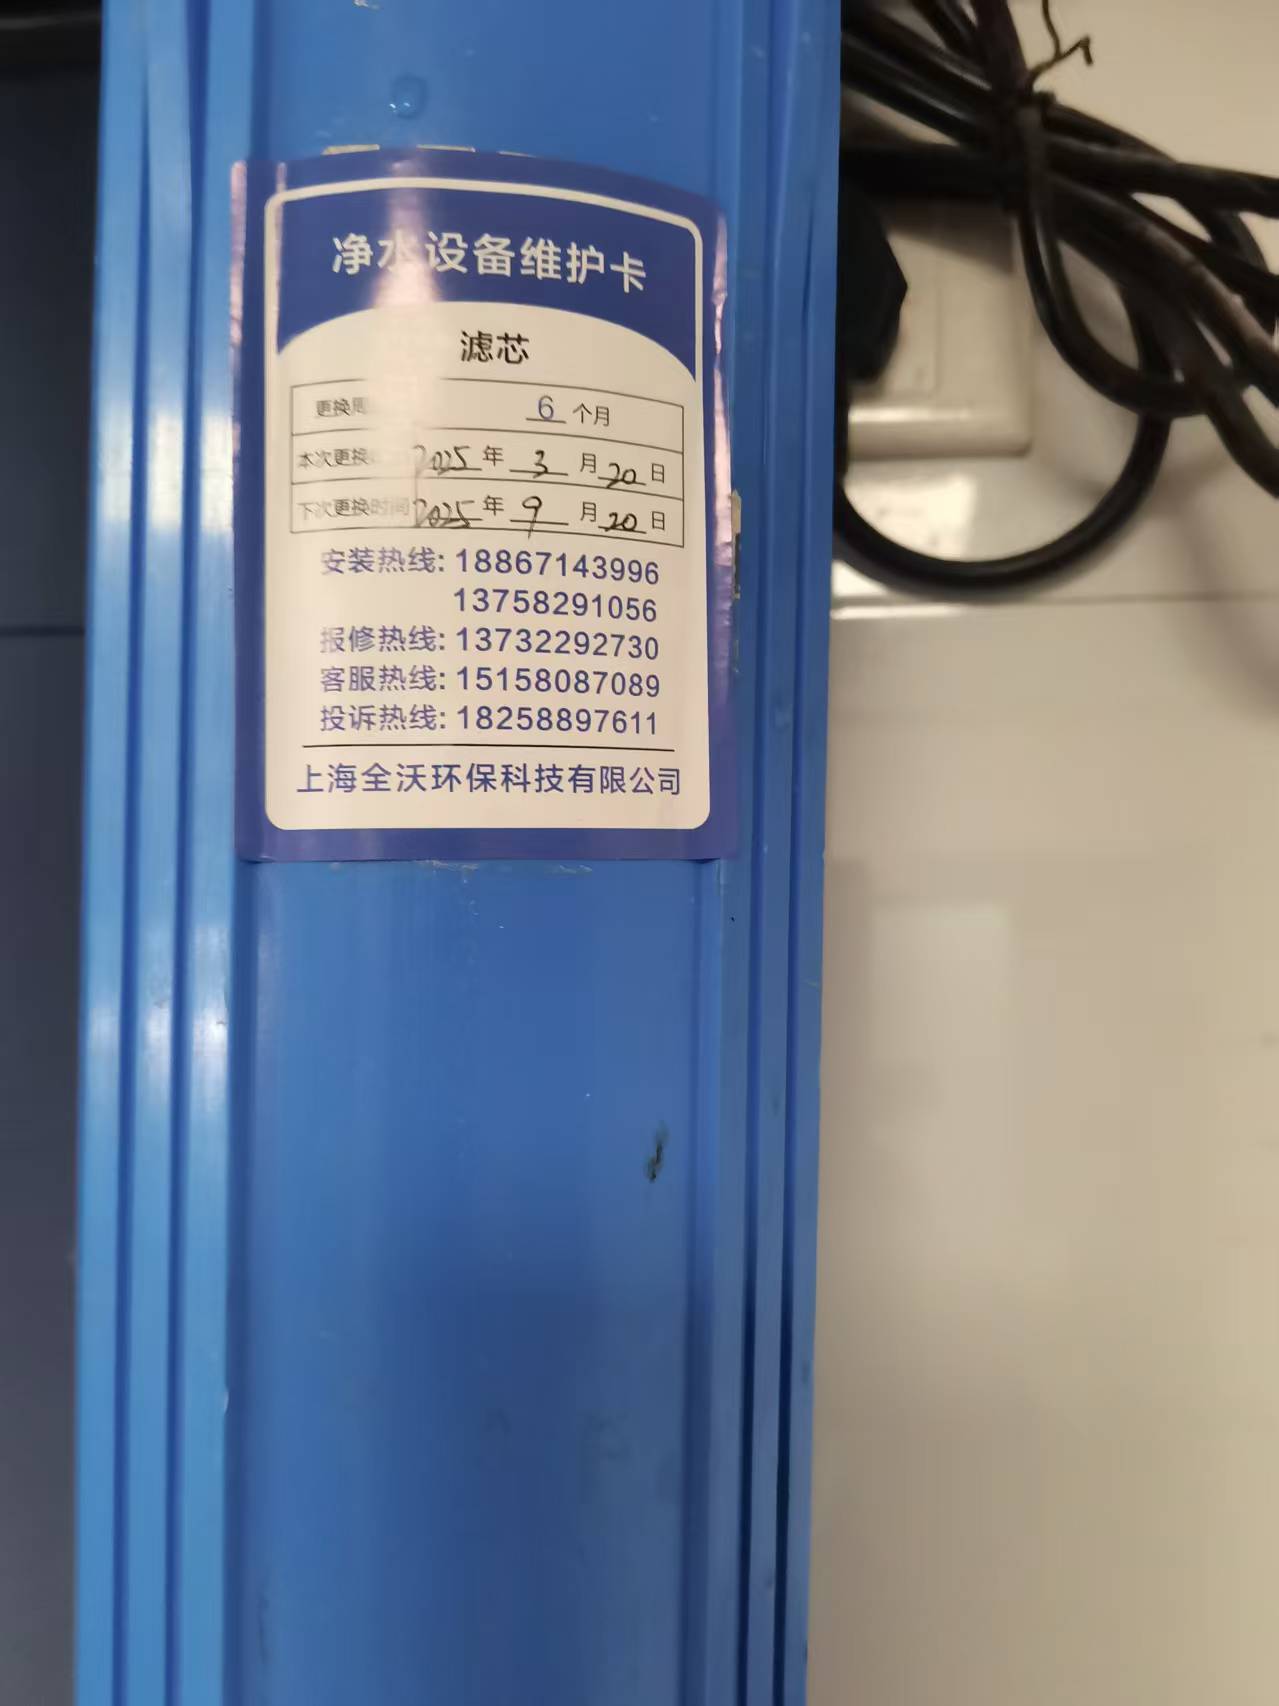 净水设备维护卡
滤芯
更换周 6 个月
本次更换 2025 年 3 月 20 日
下次更换时间 2025 年 9 月 20 日
安装热线: 18867143996
13758291056
报修热线: 13732292730
客服热线: 15158087089
投诉热线: 18258897611
上海全沃环保科技有限公司